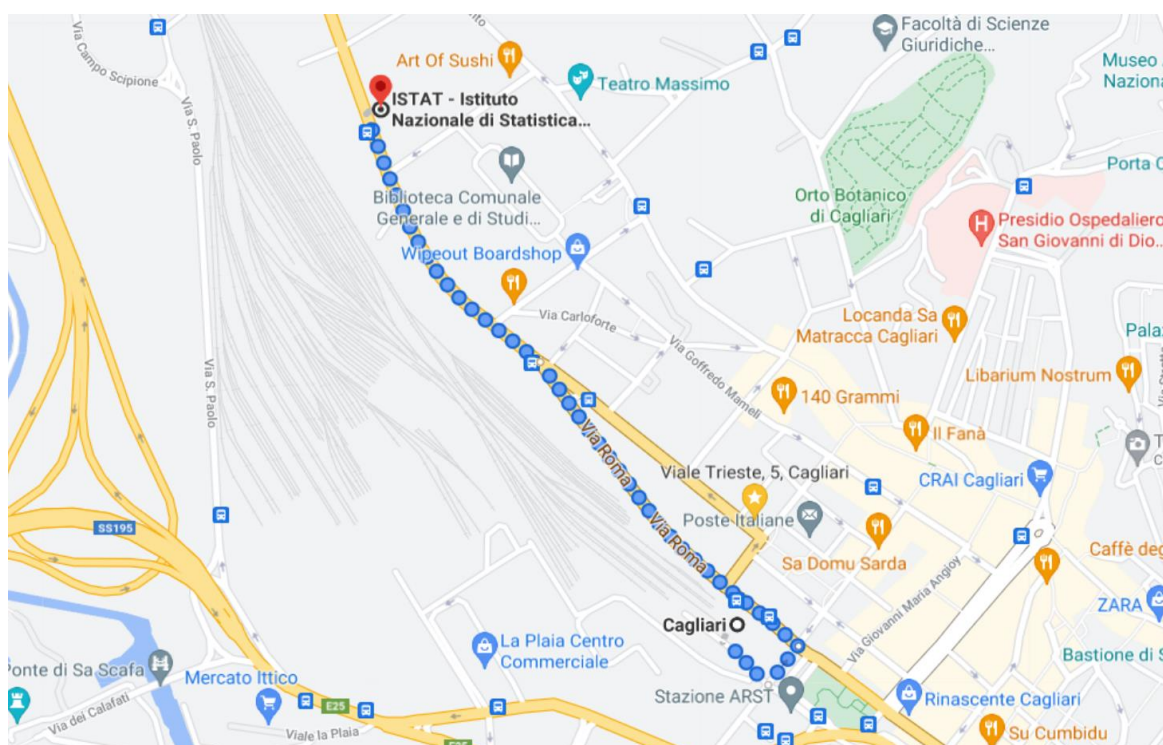 Facoltà di Scienze
Giuridiche...
Via Campo Scipione
Art Of Sushi
Teatro Massimo
Museo
Naziona
ISTAT - Istituto
Nazionale di Statistica...
Via S. Paolo
Porta C
Biblioteca Comunale
Generale e di Studi...
Orto Botanico
di Cagliari
Presidio Ospedaliero
San Giovanni di Dio...
Wipeout Boardshop
Via Carloforte
Locanda Sa
Matracca Cagliari
Via Goffredo Mameli
Palaz
Via S. Paolo
Libarium Nostrum
140 Grammi
Il Fanà
Via Roma
Viale Trieste, 5, Cagliari
CRAI Cagliari
SS195
Poste Italiane
Via Roma
Sa Domu Sarda
Caffè deg
Via Giovanni Maria Angioy
ZARA
Cagliari
La Plaia Centro
Commerciale
Bastione di S
Ponte di Sa Scafa
Mercato Ittico
Stazione ARST
Rinascente Cagliari
Via dei Calafati
E25
Viale la Plaia
Su Cumbidu
E25